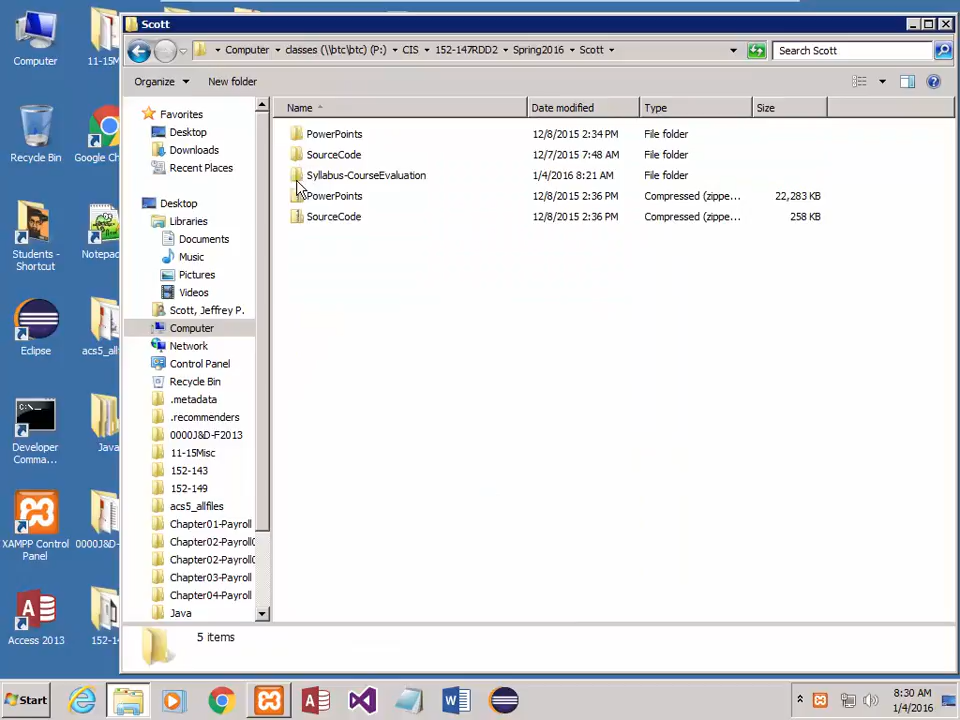 Scott
Computer ▸ classes (\\btc\btc) (P:) ▸ CIS ▸ 152-147RDD2 ▸ Spring2016 ▸ Scott ▸
Search Scott
Organize
New folder
Name
Date modified
Type
Size
PowerPoints 12/8/2015 2:34 PM File folder
SourceCode 12/7/2015 7:48 AM File folder
Syllabus-CourseEvaluation 1/4/2016 8:21 AM File folder
PowerPoints 12/8/2015 2:36 PM Compressed (zippe... 22,283 KB
SourceCode 12/8/2015 2:36 PM Compressed (zippe... 258 KB
Favorites
Desktop
Downloads
Recent Places
Desktop
Libraries
Documents
Music
Pictures
Videos
Scott, Jeffrey P.
Computer
Network
Control Panel
Recycle Bin
.metadata
.recommenders
0000J&D-F2013
11-15Misc
152-143
152-149
acs5_allfiles
Chapter01-Payroll
Chapter02-Payroll
Chapter02-Payroll
Chapter03-Payroll
Chapter04-Payroll
Java
5 items
Computer
11-15M
Recycle Bin
Google Ch
Students -
Shortcut
Notepa
Eclipse
acs5_all
Developer
Comma...
Java
XAMPP Control
Panel
0000J&D-
Access 2013
152-14
Start
8:30 AM
1/4/2016